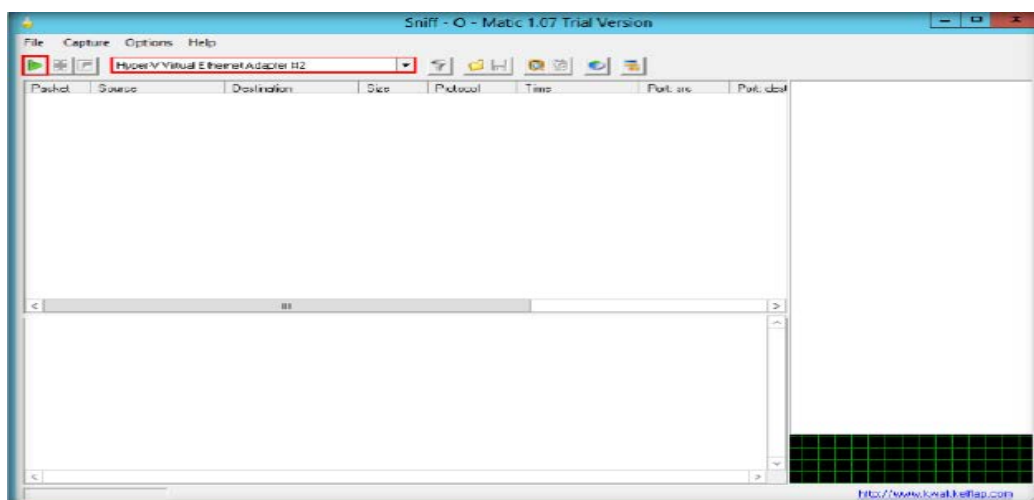 Sniff - O - Matic 1.07 Trial Version
File Capture Options Help
Hyper-V Virtual Ethernet Adapter #2
Packet Source Destination Size Protocol Time Port. src Port. dest
http://www.kwakkelflap.com